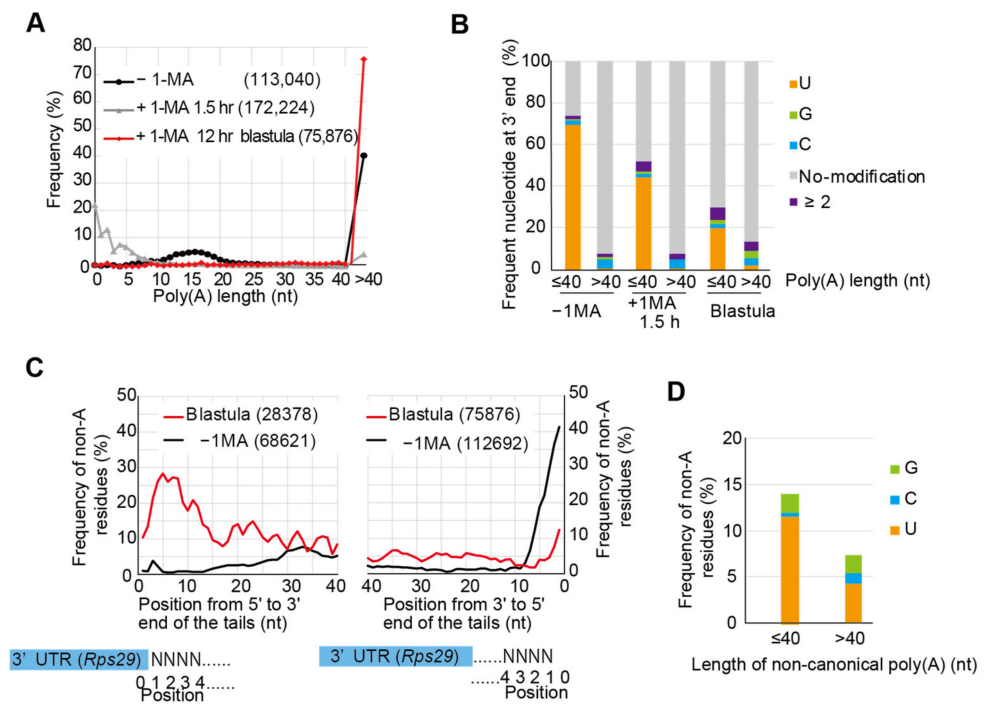 A
80
70
60
50
40
30
20
10
0
Frequency (%)
− 1-MA (113,040)
+ 1-MA 1.5 hr (172,224)
+ 1-MA 12 hr blastula (75,876)
0 5 10 15 20 25 30 35 40 >40
Poly(A) length (nt)
B
Frequent nucleotide at 3' end (%)
100
80
60
40
20
0
U
G
C
No-modification
≥ 2
≤40 >40 ≤40 >40 ≤40 >40 Poly(A) length (nt)
−1MA +1MA 1.5 h Blastula
C
Frequency of non-A residues (%)
50
40
30
20
10
0
Blastula (28378)
−1MA (68621)
0 10 20 30 40
Position from 5' to 3' end of the tails (nt)
3' UTR (Rps29) NNNN......
0 1 2 3 4......
Position
Blastula (75876)
−1MA (112692)
50
40
30
20
10
0
Frequency of non-A residues (%)
40 30 20 10 0
Position from 3' to 5' end of the tails (nt)
3' UTR (Rps29) ......NNNN
......4 3 2 1 0
Position
D
Frequency of non-A residues (%)
20
15
10
5
0
G
C
U
≤40 >40
Length of non-canonical poly(A) (nt)